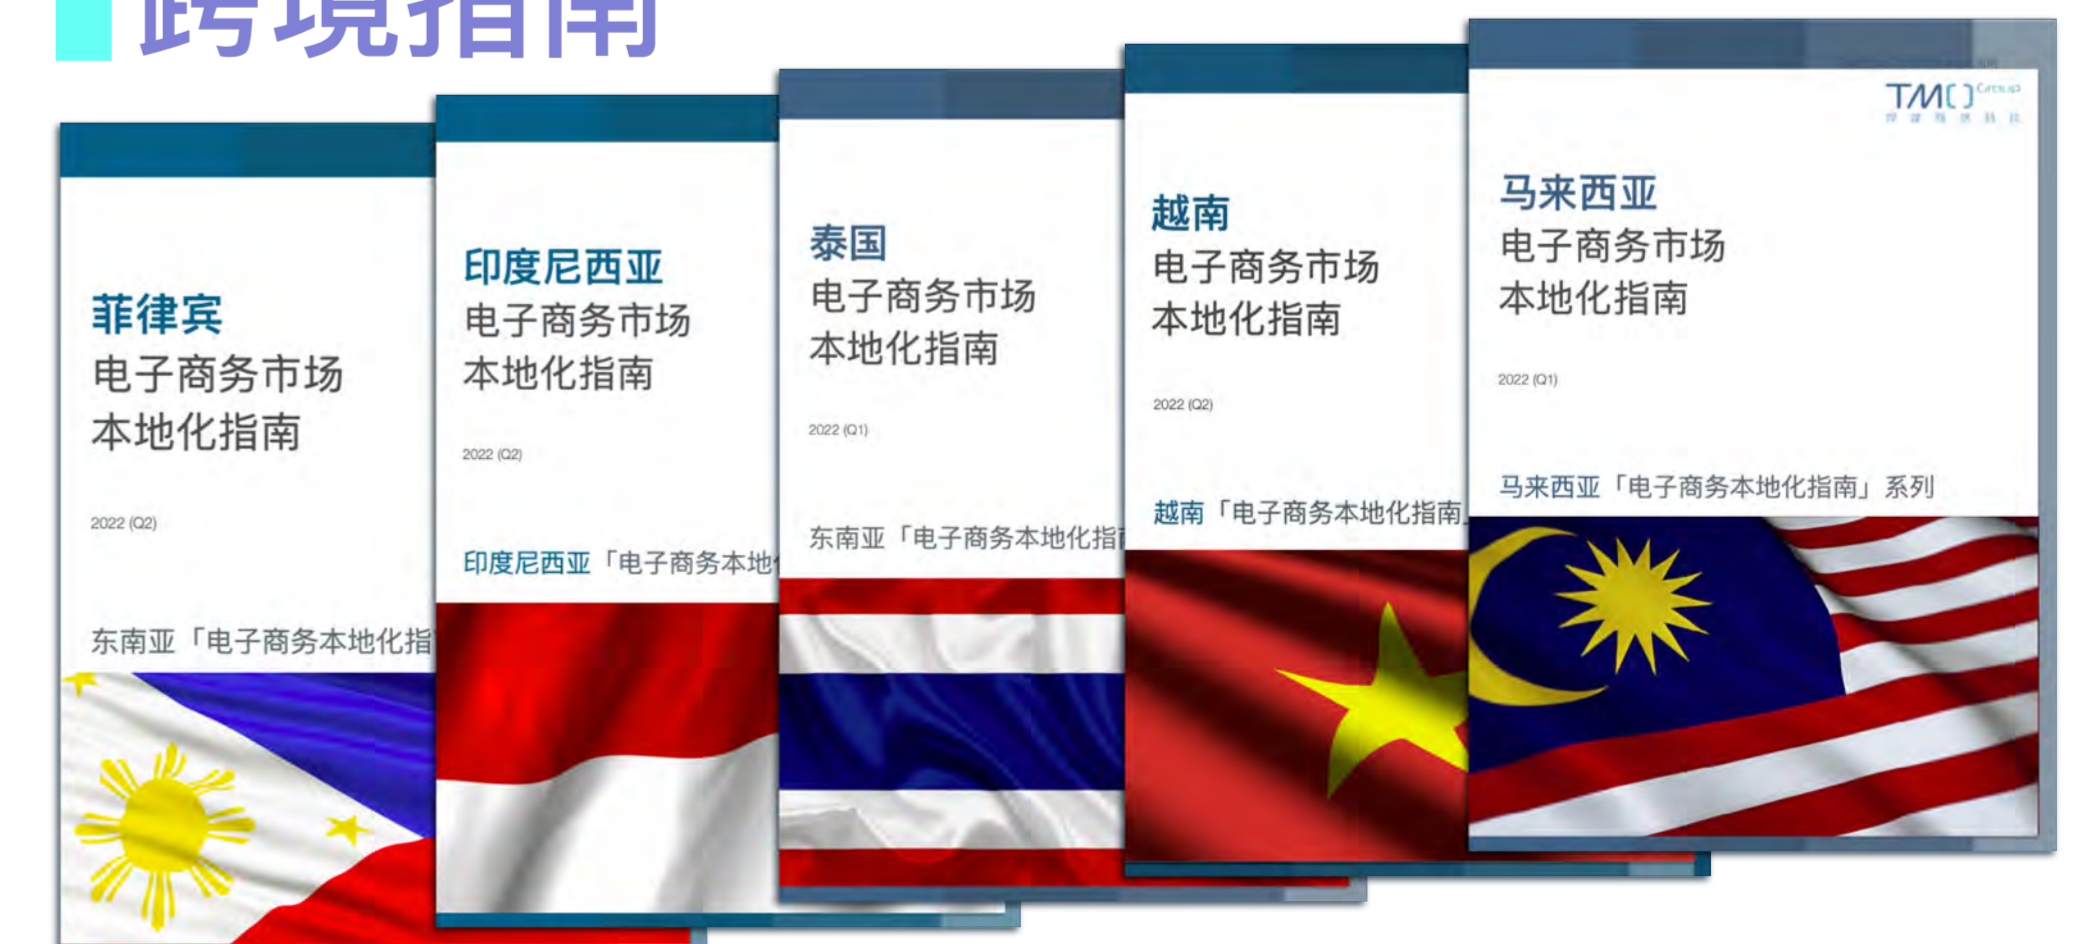 跨境指南
菲律宾
电子商务市场
本地化指南
2022 (Q2)
东南亚「电子商务本地化指
印度尼西亚
电子商务市场
本地化指南
2022 (Q2)
印度尼西亚「电子商务本地
泰国
电子商务市场
本地化指南
2022 (Q1)
东南亚「电子商务本地化指
越南
电子商务市场
本地化指南
2022 (Q2)
越南「电子商务本地化指南」
TMO Group
马来西亚
电子商务市场
本地化指南
2022 (Q1)
马来西亚「电子商务本地化指南」系列